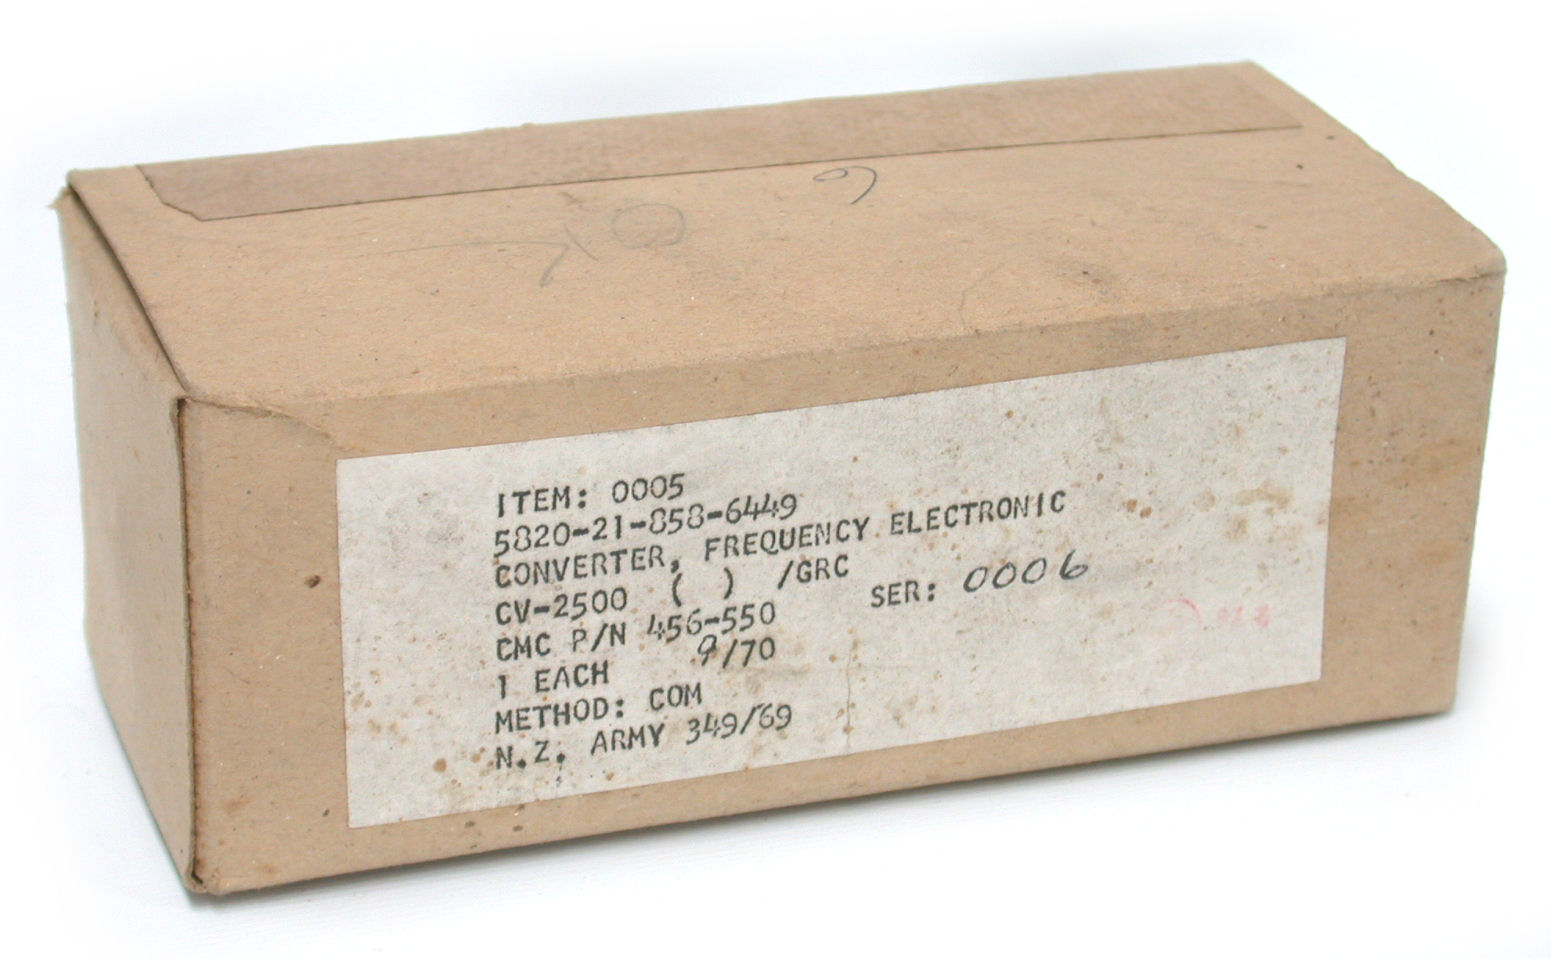 6
ITEM: 0005
5820-21-858-6449
CONVERTER, FREQUENCY ELECTRONIC
CV-2500 ( ) /GRC
CMC P/N 456-550 SER: 0006
1 EACH 9/70
METHOD: COM
N.Z. ARMY 349/69